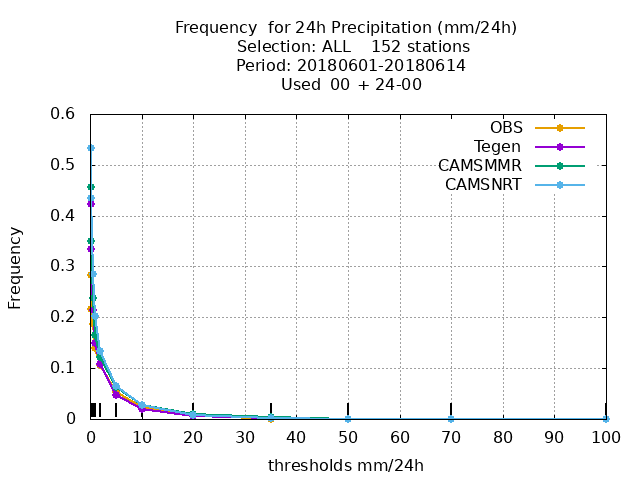 Frequency  for 24h Precipitation (mm/24h)
Selection: ALL    152 stations
Period: 20180601-20180614
Used  00 + 24-00
0.6
0.5
0.4
0.3
0.2
0.1
0
Frequency
OBS
Tegen
CAMSMMR
CAMSNRT
0 10 20 30 40 50 60 70 80 90 100
thresholds mm/24h